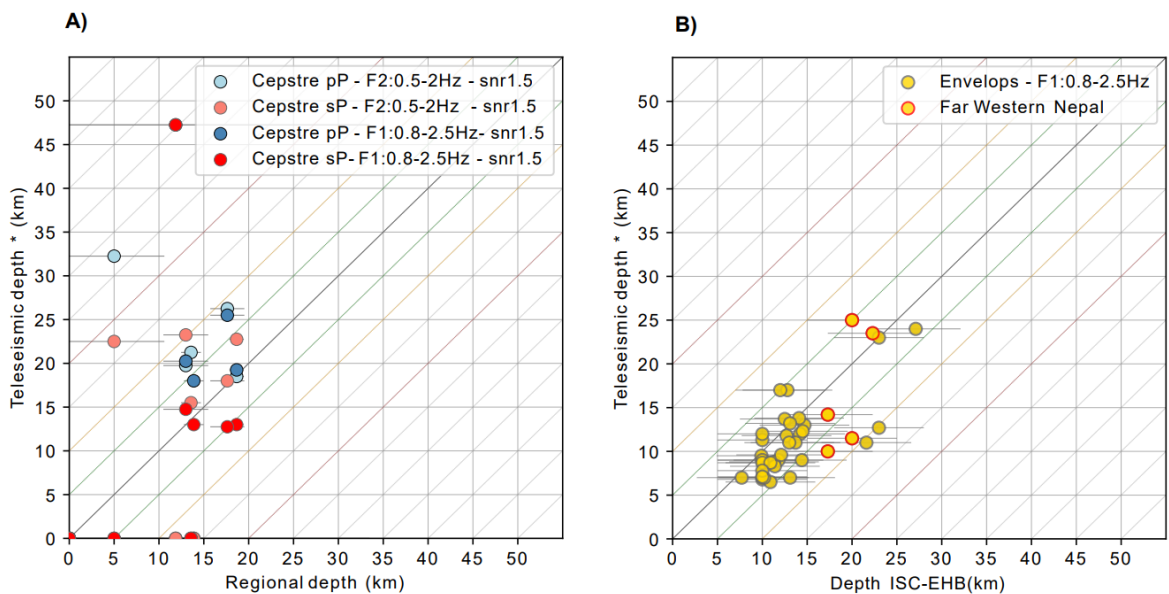 A)
Cepstre pP - F2:0.5-2Hz - snr1.5
Cepstre sP - F2:0.5-2Hz - snr1.5
Cepstre pP - F1:0.8-2.5Hz- snr1.5
Cepstre sP- F1:0.8-2.5Hz - snr1.5
Teleseismic depth * (km)
50
45
40
35
30
25
20
15
10
5
0
0 5 10 15 20 25 30 35 40 45 50
Regional depth (km)
B)
Envelops - F1:0.8-2.5Hz
Far Western Nepal
Teleseismic depth * (km)
50
45
40
35
30
25
20
15
10
5
0
0 5 10 15 20 25 30 35 40 45 50
Depth ISC-EHB(km)